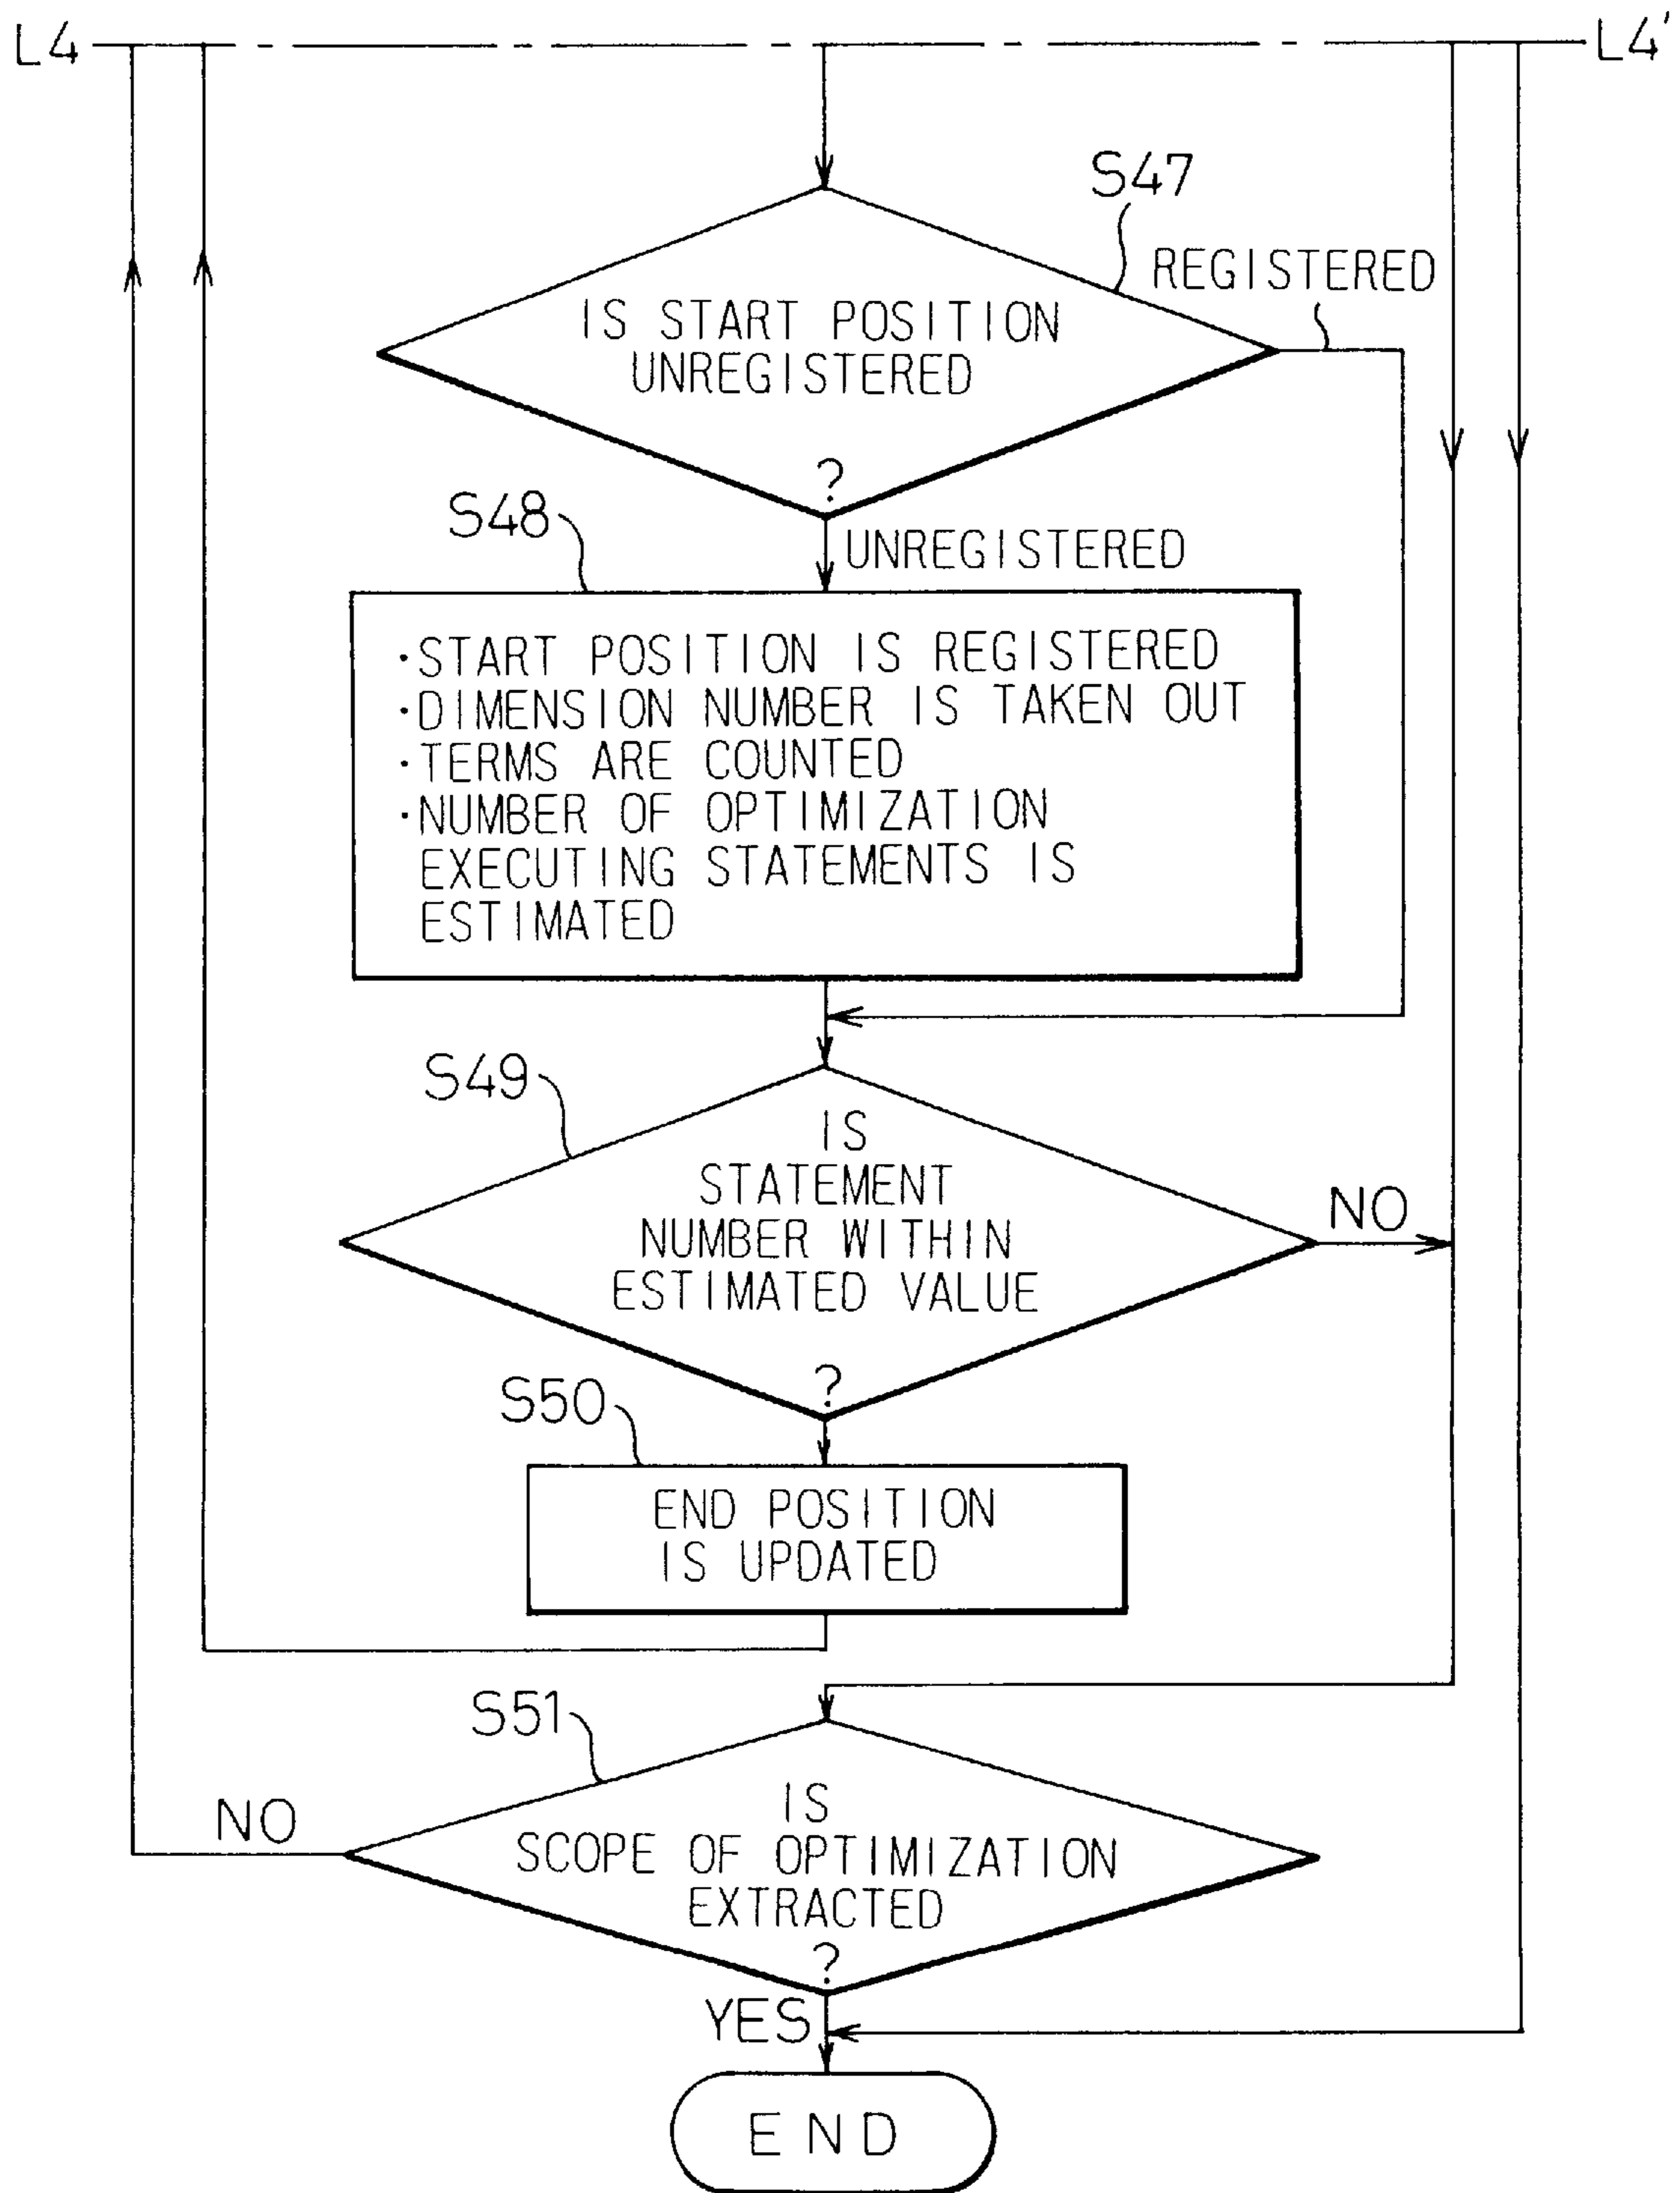 L4
L4'
S47
REGISTERED
IS START POSITION
UNREGISTERED
?
S48
UNREGISTERED
·START POSITION IS REGISTERED
·DIMENSION NUMBER IS TAKEN OUT
·TERMS ARE COUNTED
·NUMBER OF OPTIMIZATION
EXECUTING STATEMENTS IS
ESTIMATED
S49
IS
STATEMENT
NUMBER WITHIN
ESTIMATED VALUE
?
NO
S50
END POSITION
IS UPDATED
S51
NO
IS
SCOPE OF OPTIMIZATION
EXTRACTED
?
YES
END